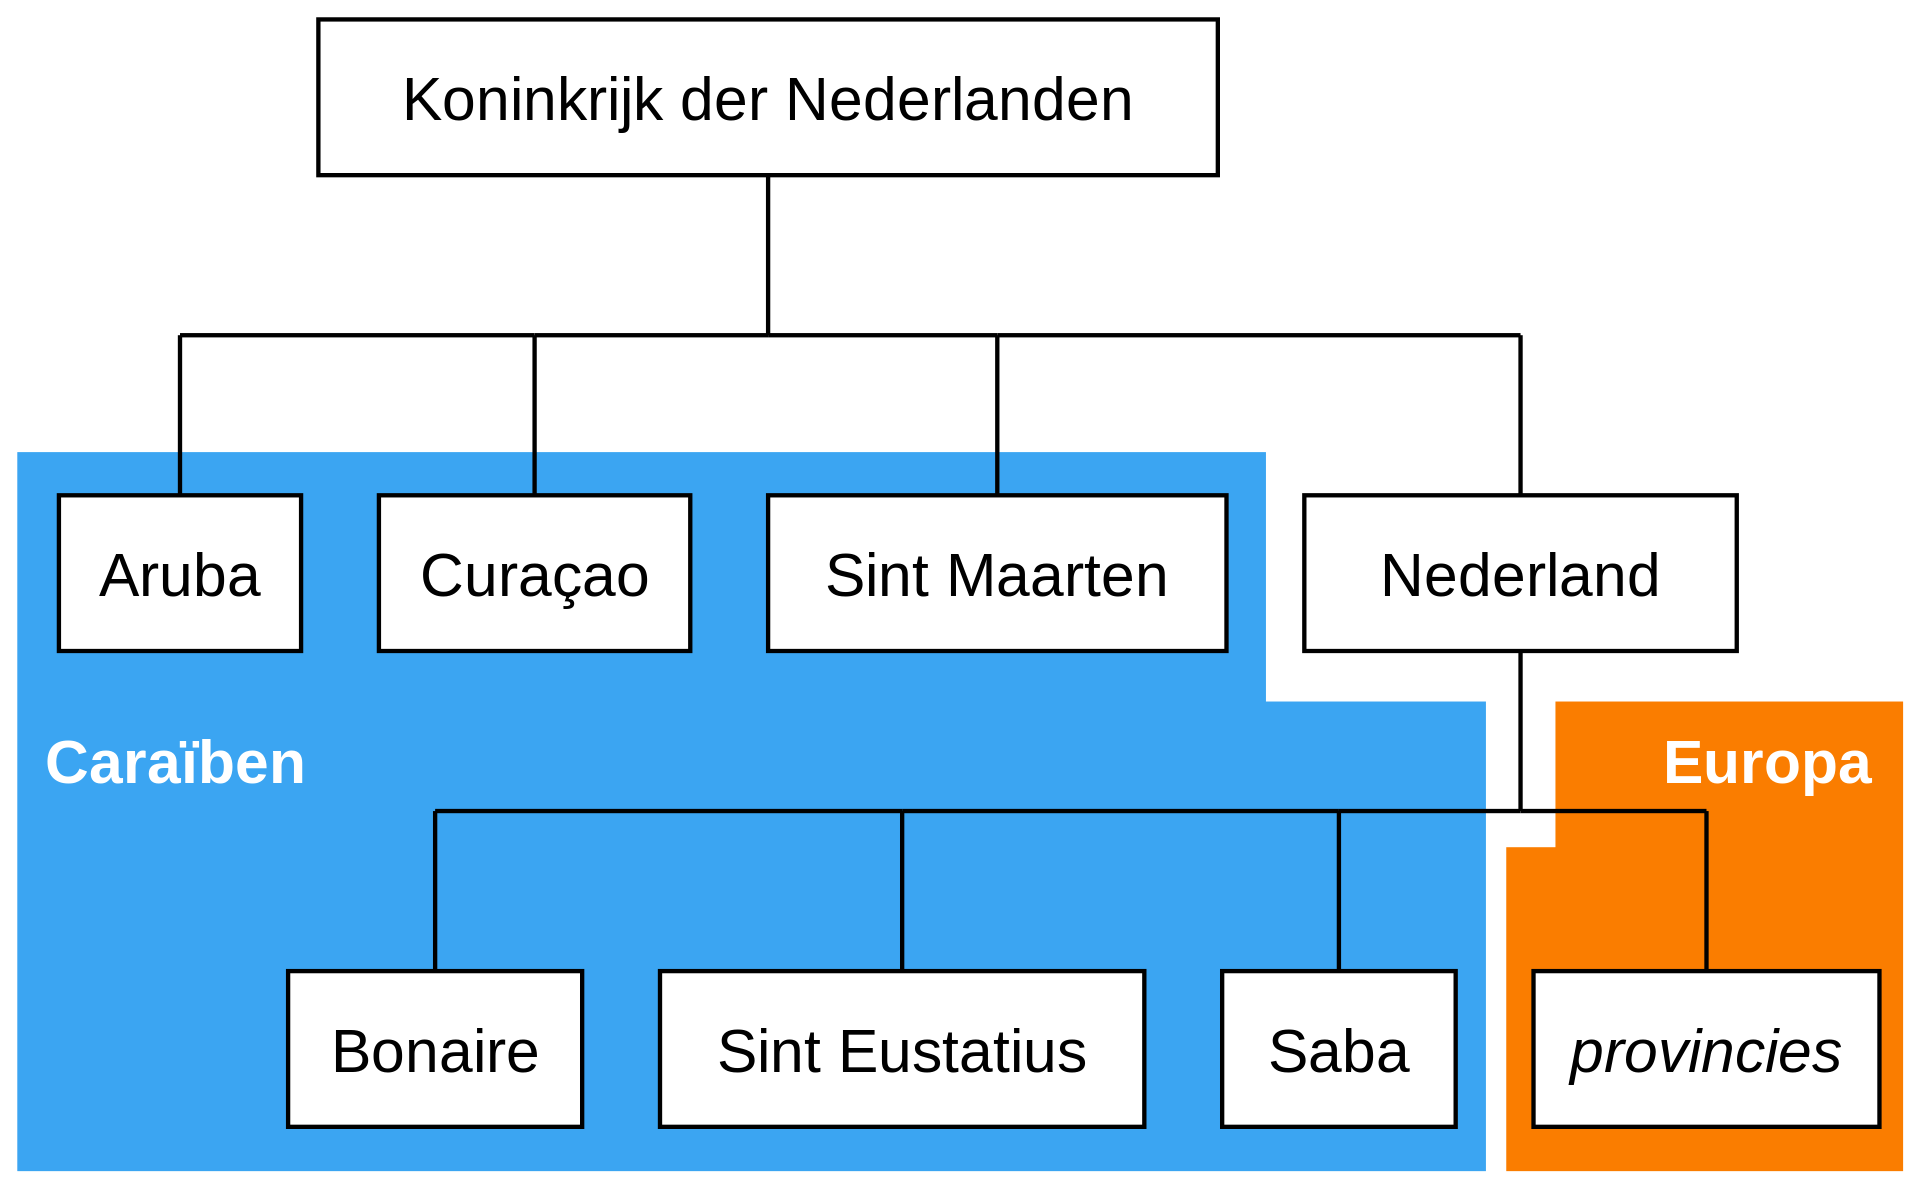 Koninkrijk der Nederlanden
Aruba
Curaçao
Sint Maarten
Nederland
Caraïben
Europa
Bonaire
Sint Eustatius
Saba
provincies